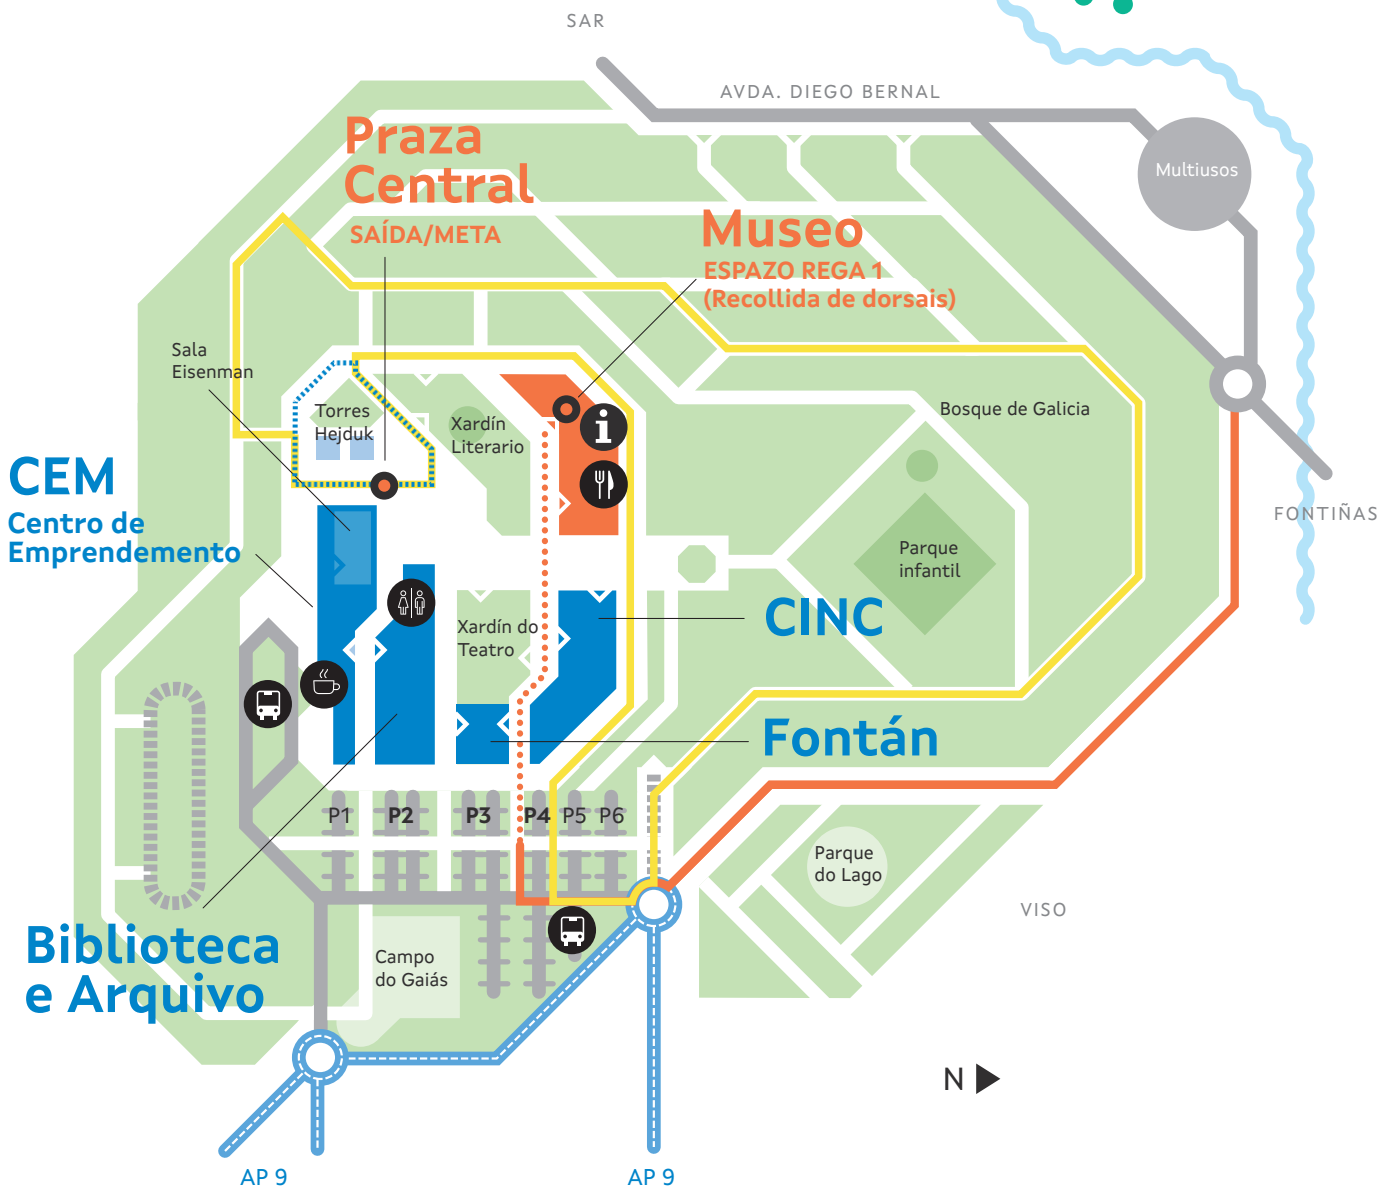 SAR
AVDA. DIEGO BERNAL
Praza
Central
SAÍDA/META
Multiusos
Museo
ESPAZO REGA 1
(Recollida de dorsais)
Sala
Eisenman
Torres
Hejduk
Xardín
Literario
Bosque de Galicia
CEM
Centro de
Emprendemento
FONTIÑAS
Parque
infantil
CINC
Xardín do
Teatro
Fontán
P1
P2
P3
P4
P5
P6
Parque
do Lago
VISO
Biblioteca
e Arquivo
Campo
do Gaiás
N
AP 9
AP 9